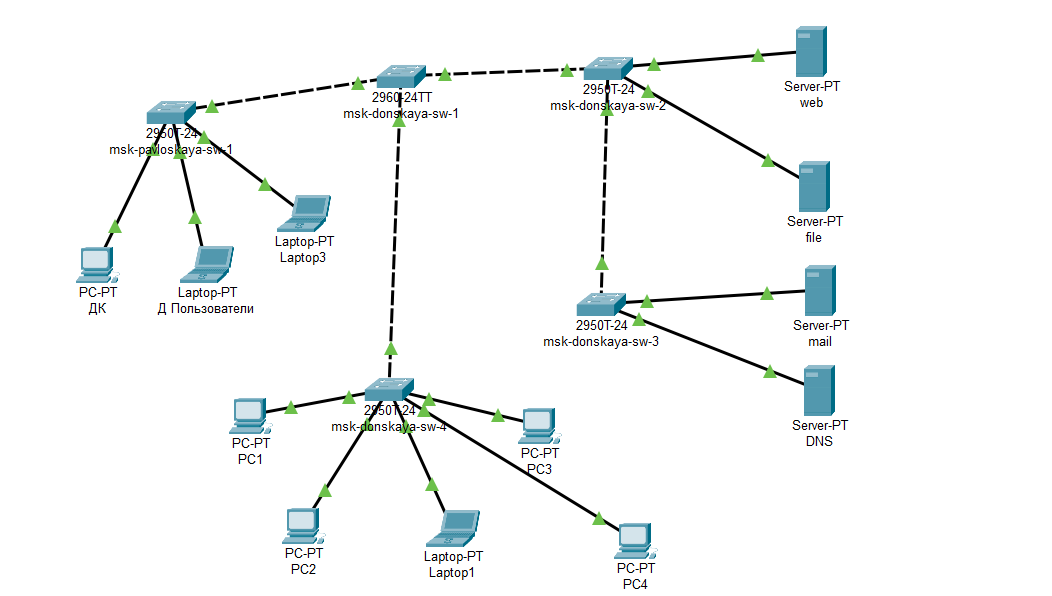 2950T-24
msk-pavloskaya-sw-1
2960-24TT
msk-donskaya-sw-1
2950T-24
msk-donskaya-sw-2
Server-PT
web
Server-PT
file
Laptop-PT
Laptop3
PC-PT
ДК
Laptop-PT
Д Пользователи
2950T-24
msk-donskaya-sw-3
Server-PT
mail
Server-PT
DNS
2950T-24
msk-donskaya-sw-4
PC-PT
PC1
PC-PT
PC3
PC-PT
PC2
Laptop-PT
Laptop1
PC-PT
PC4